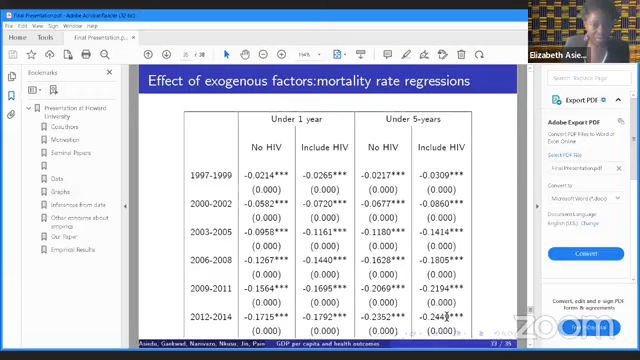 Final Presentation.pdf - Adobe Acrobat Reader (32-bit)
File Edit View Sign Window Help
Home Tools Final Presentation.p... ×
Elizabeth Asie...
164%
Bookmarks
Presentation at Howard
University
Coauthors
Motivation
Seminal Papers
Data
Graphs
Inferences from data
Other concerns about
empirics
Our Paper
Empirical Results
Effect of exogenous factors:mortality rate regressions
Under 1 year Under 5-years
No HIV Include HIV No HIV Include HIV
1997-1999 -0.0214*** -0.0265*** -0.0217*** -0.0309***
(0.000) (0.000) (0.000) (0.000)
2000-2002 -0.0582*** -0.0720*** -0.0677*** -0.0860***
(0.000) (0.000) (0.000) (0.000)
2003-2005 -0.0958*** -0.1161*** -0.1180*** -0.1414***
(0.000) (0.000) (0.000) (0.000)
2006-2008 -0.1267*** -0.1440*** -0.1628*** -0.1805***
(0.000) (0.000) (0.000) (0.000)
2009-2011 -0.1564*** -0.1695*** -0.2069*** -0.2194***
(0.000) (0.000) (0.000) (0.000)
2012-2014 -0.1715*** -0.1792*** -0.2352***
(0.000) (0.000) (0.000) (0.000)
Asiedu, Gaekwad, Nanivazo, Nkusu, Jin, Pain GDP per capita and health outcomes 33 / 35
Export PDF
Adobe Export PDF
Convert PDF Files to Word
or Excel Online
Select PDF File
Final Presentation.pdf ×
Convert to
Microsoft Word (*.docx)
Document Language:
English (U.S.) Change
Convert
Convert, edit and e-sign PDF
forms & agreements
zoom